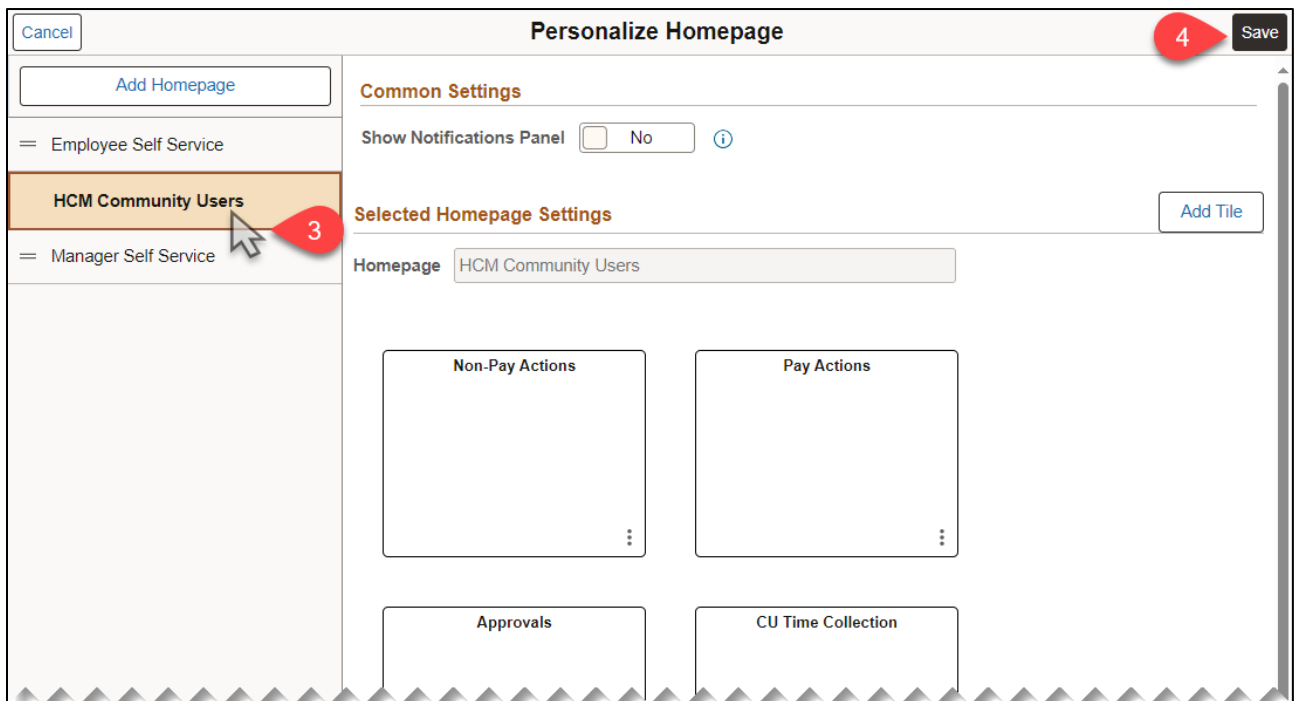 Cancel
Personalize Homepage
4
Save
Add Homepage
Employee Self Service
HCM Community Users
3
Manager Self Service
Common Settings
Show Notifications Panel No i
Selected Homepage Settings
Add Tile
Homepage HCM Community Users
Non-Pay Actions
Pay Actions
Approvals
CU Time Collection